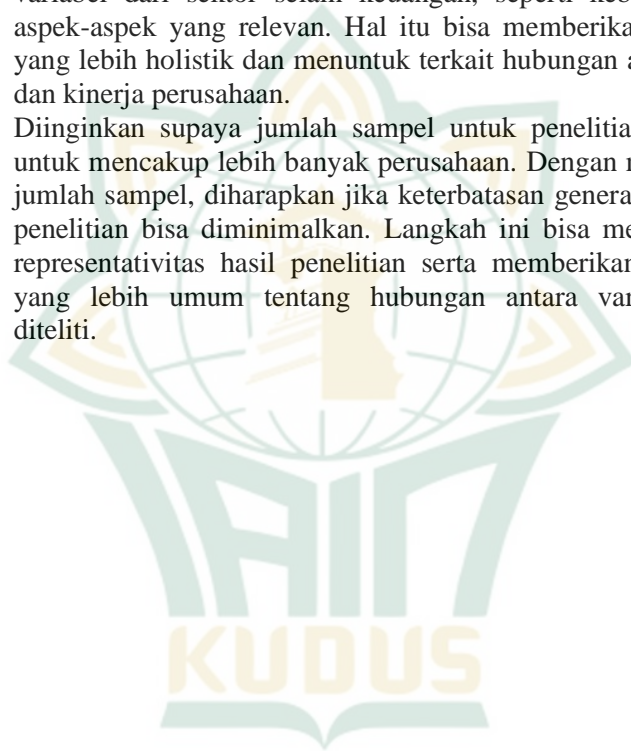 variabel dari sektor selain keuangan, seperti
aspek-aspek yang relevan. Hal itu bisa memberika
yang lebih holistik dan menuntuk terkait hubungan a
dan kinerja perusahaan.
Diinginkan supaya jumlah sampel untuk penelitia
untuk mencakup lebih banyak perusahaan. Dengan
jumlah sampel, diharapkan jika keterbatasan genera
penelitian bisa diminimalkan. Langkah ini bisa me
representativitas hasil penelitian serta memberikan
yang lebih umum tentang hubungan antara var
diteliti.
IAIN
KUDUS